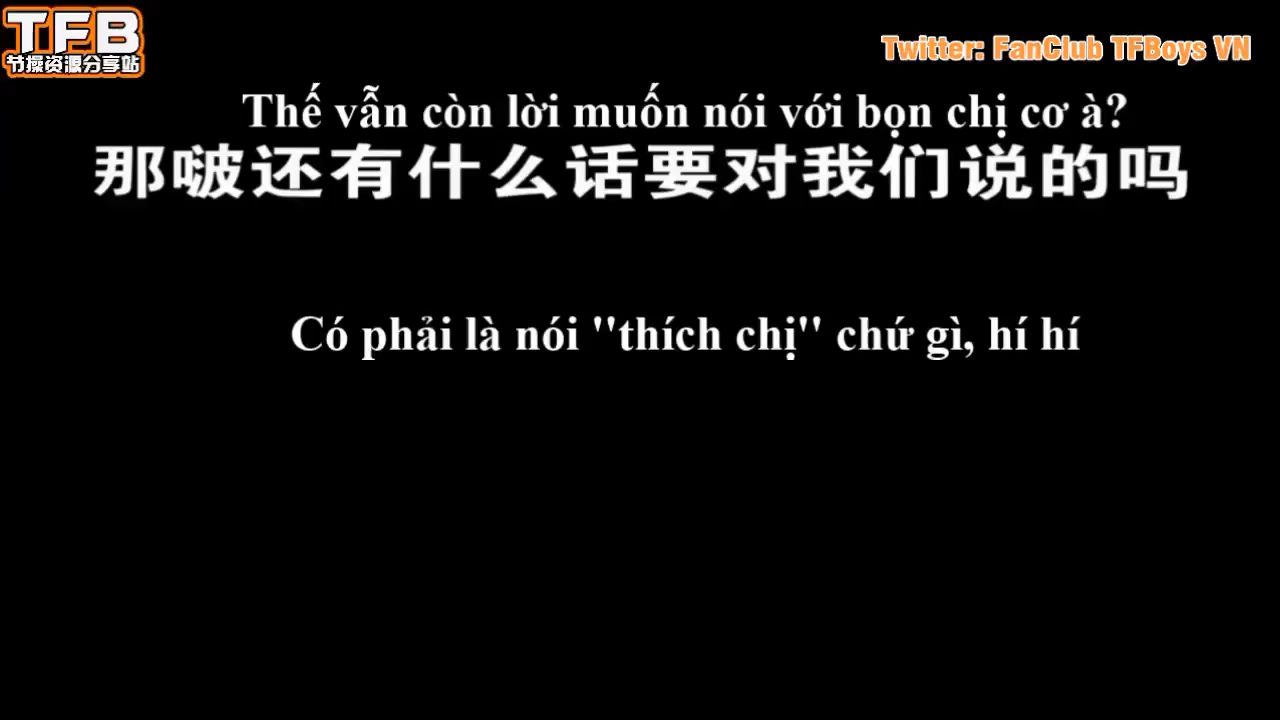 TFB
节操资源分享站
Twitter: FanClub TFBoys VN
Thế vẫn còn lời muốn nói với bọn chị cơ à?
那啵还有什么话要对我们说的吗
Có phải là nói "thích chị" chứ gì, hí hí